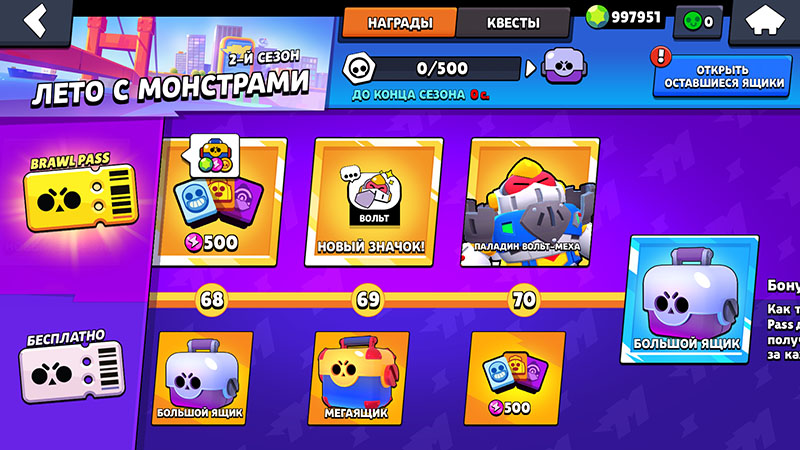 НАГРАДЫ
КВЕСТЫ
997951
0
2-Й СЕЗОН
ЛЕТО С МОНСТРАМИ
0/500
ДО КОНЦА СЕЗОНА 0 с.
!
ОТКРЫТЬ
ОСТАВШИЕСЯ ЯЩИКИ
BRAWL PASS
500
ВОЛЬТ
НОВЫЙ ЗНАЧОК!
ПАЛАДИН ВОЛЬТ-МЕХА
68
69
70
БЕСПЛАТНО
БОЛЬШОЙ ЯЩИК
МЕГАЯЩИК
500
БОЛЬШОЙ ЯЩИК
Бону
Как т
Pass д
получ
за ка